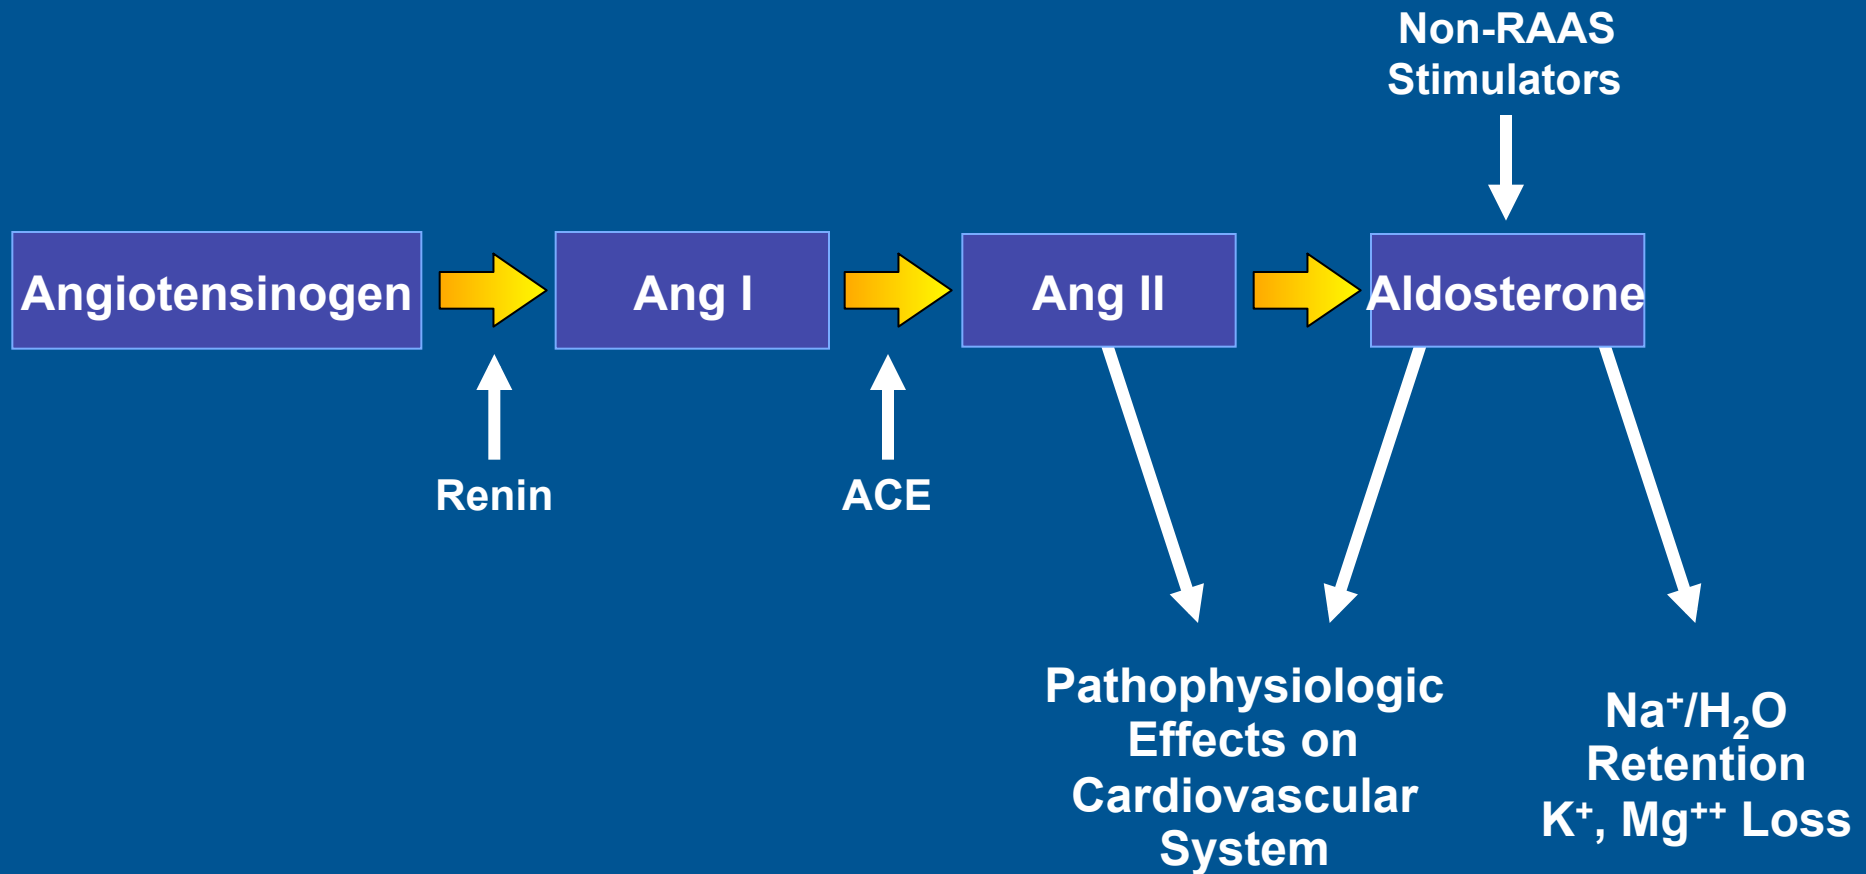 Non-RAAS
Stimulators
Angiotensinogen
Ang I
Ang II
Aldosterone
Renin
ACE
Pathophysiologic
Effects on
Cardiovascular
System
Na⁺/H₂O
Retention
K⁺, Mg⁺⁺ Loss